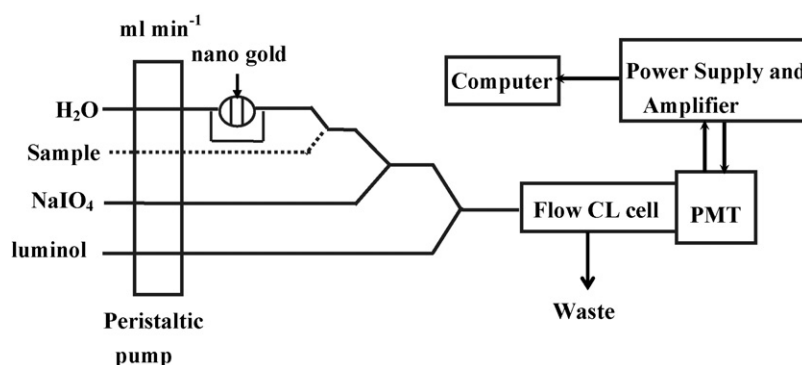 ml min⁻¹
nano gold
H₂O
Sample
NaIO₄
luminol
Peristaltic
pump
Computer
Power Supply and
Amplifier
Flow CL cell
PMT
Waste